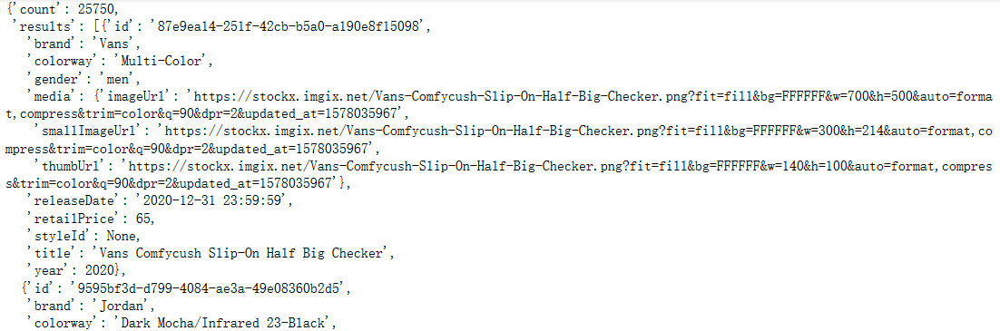 {'count': 25750,
'results': [{'id': '87e9ea14-251f-42cb-b5a0-a190e8f15098',
'brand': 'Vans',
'colorway': 'Multi-Color',
'gender': 'men',
'media': {'imageUrl': 'https://stockx.imgix.net/Vans-Comfycush-Slip-On-Half-Big-Checker.png?fit=fill&bg=FFFFFF&w=700&h=500&auto=forma
t,compress&trim=color&q=90&dpr=2&updated_at=1578035967',
'smallImageUrl': 'https://stockx.imgix.net/Vans-Comfycush-Slip-On-Half-Big-Checker.png?fit=fill&bg=FFFFFF&w=300&h=214&auto=format,co
mpress&trim=color&q=90&dpr=2&updated_at=1578035967',
'thumbUrl': 'https://stockx.imgix.net/Vans-Comfycush-Slip-On-Half-Big-Checker.png?fit=fill&bg=FFFFFF&w=140&h=100&auto=format,compres
s&trim=color&q=90&dpr=2&updated_at=1578035967'},
'releaseDate': '2020-12-31 23:59:59',
'retailPrice': 65,
'styleId': None,
'title': 'Vans Comfycush Slip-On Half Big Checker',
'year': 2020},
{'id': '9595bf3d-d799-4084-ae3a-49e08360b2d5',
'brand': 'Jordan',
'colorway': 'Dark Mocha/Infrared 23-Black',